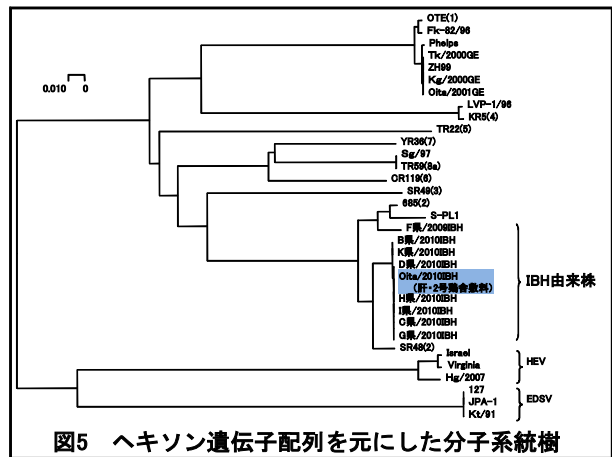 OTE(1)
Fk-82/96
Phelps
Tk/2000GE
ZH99
Kg/2000GE
Oita/2001GE
0.010 0
LVP-1/96
KR5(4)
TR22(5)
YR36(7)
Sg/97
TR59(8a)
OR119(6)
SR49(3)
685(2)
S-PL1
F県/2009IBH
B県/2010IBH
K県/2010IBH
D県/2010IBH
Oita/2010IBH
(肝・2号鶏舎敷料)
H県/2010IBH
I県/2010IBH
C県/2010IBH
G県/2010IBH
IBH由来株
SR48(2)
Israel
Virginia
Hg/2007
HEV
127
JPA-1
Kt/91
EDSV
図5 ヘキソン遺伝子配列を元にした分子系統樹